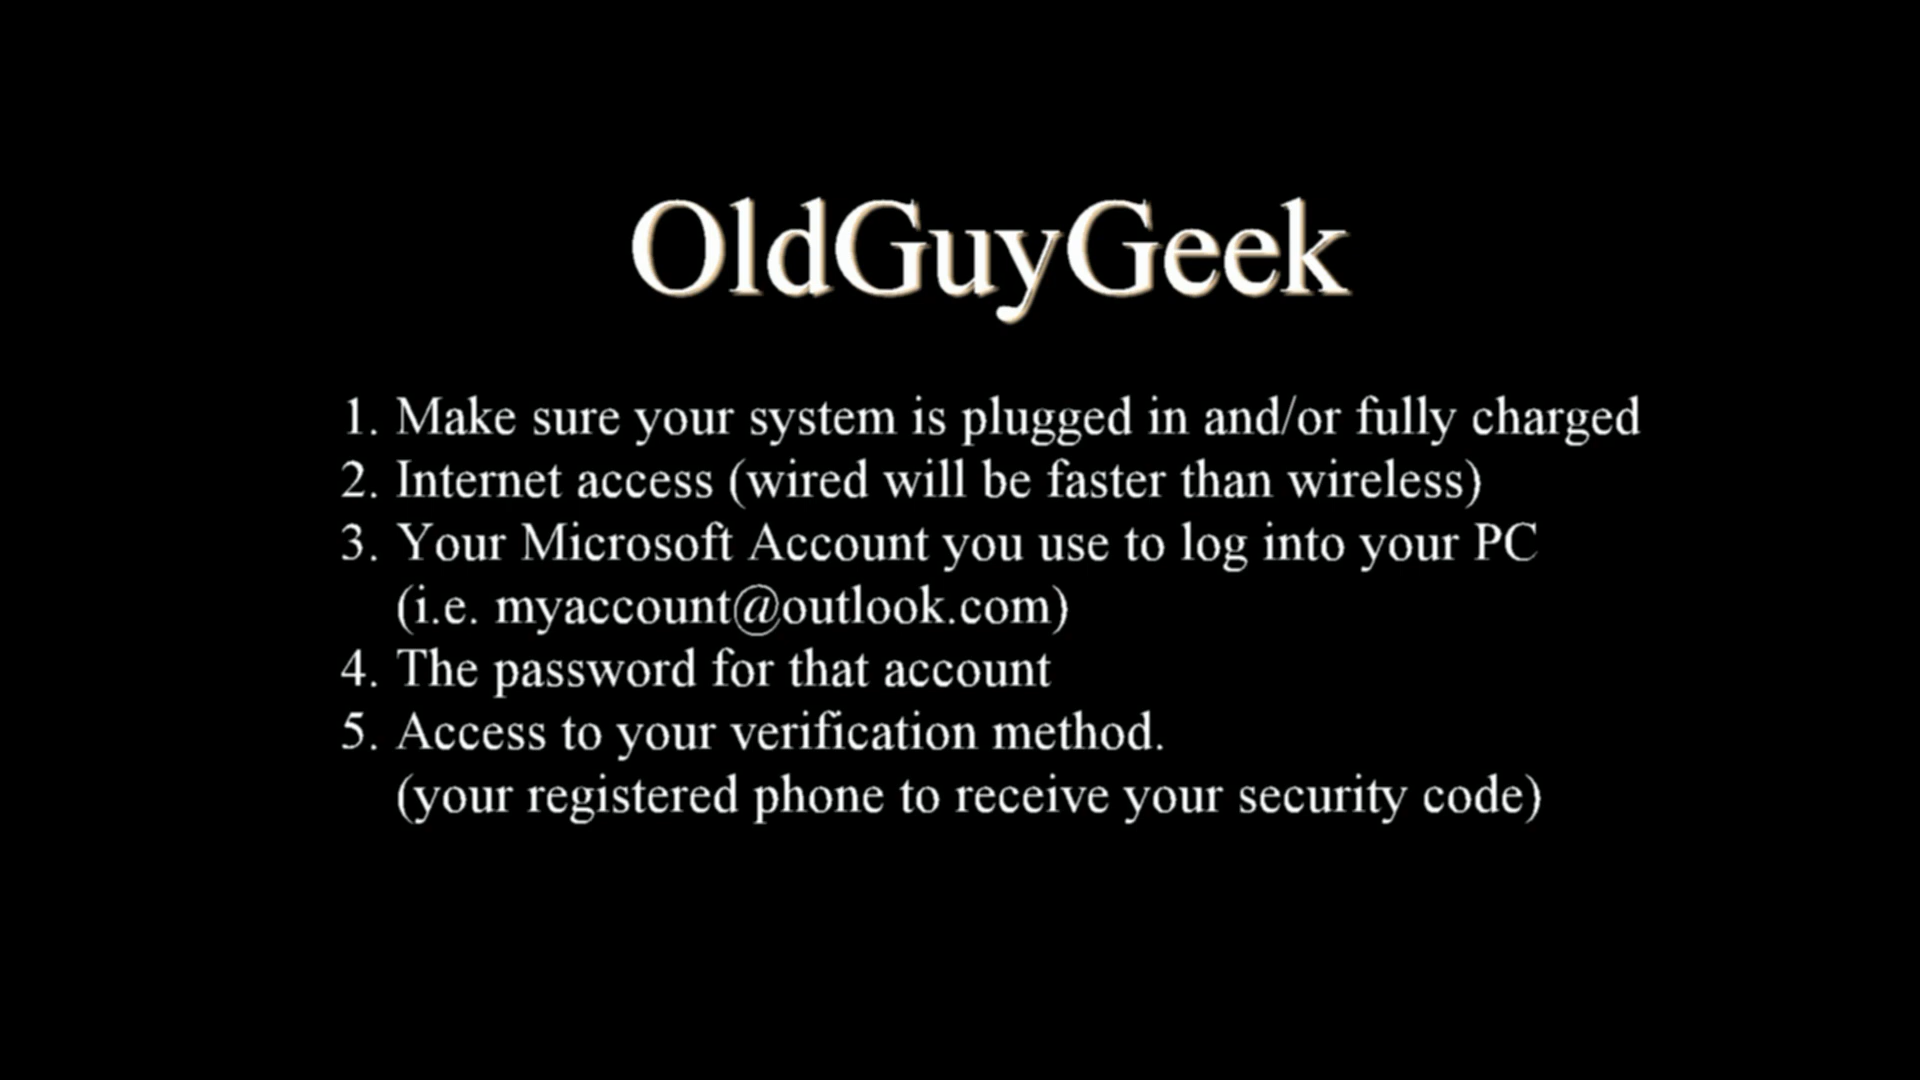 OldGuyGeek
1. Make sure your system is plugged in and/or fully charged
2. Internet access (wired will be faster than wireless)
3. Your Microsoft Account you use to log into your PC
(i.e. myaccount@outlook.com)
4. The password for that account
5. Access to your verification method.
(your registered phone to receive your security code)